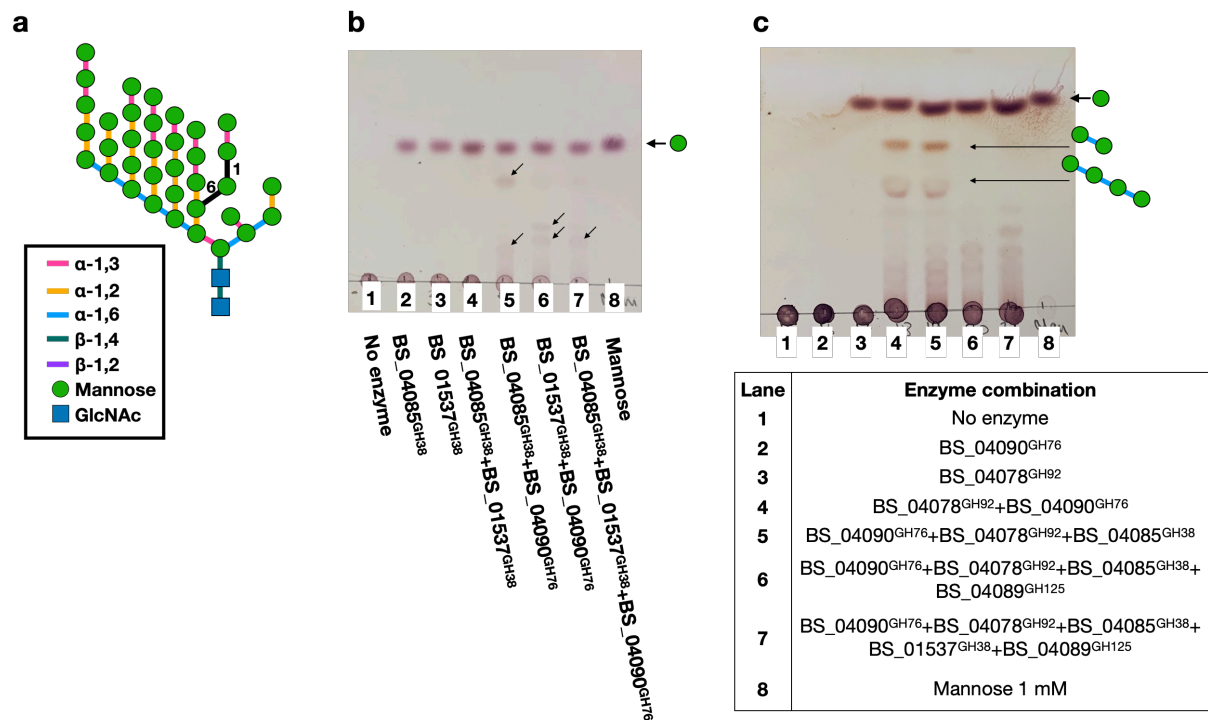 a
b
c
1
6
α-1,3
α-1,2
α-1,6
β-1,4
β-1,2
Mannose
GlcNAc
1 2 3 4 5 6 7 8
No enzyme
BS_04085GH38
BS_01537GH38
BS_04085GH38+BS_01537GH38
BS_04085GH38+BS_04090GH76
BS_01537GH38+BS_04090GH76
BS_04085GH38+BS_01537GH38+BS_04090GH76
Mannose
1 2 3 4 5 6 7 8
Lane Enzyme combination
1 No enzyme
2 BS_04090GH76
3 BS_04078GH92
4 BS_04078GH92+BS_04090GH76
5 BS_04090GH76+BS_04078GH92+BS_04085GH38
6 BS_04090GH76+BS_04078GH92+BS_04085GH38+
BS_04089GH125
7 BS_04090GH76+BS_04078GH92+BS_04085GH38+
BS_01537GH38+BS_04089GH125
8 Mannose 1 mM